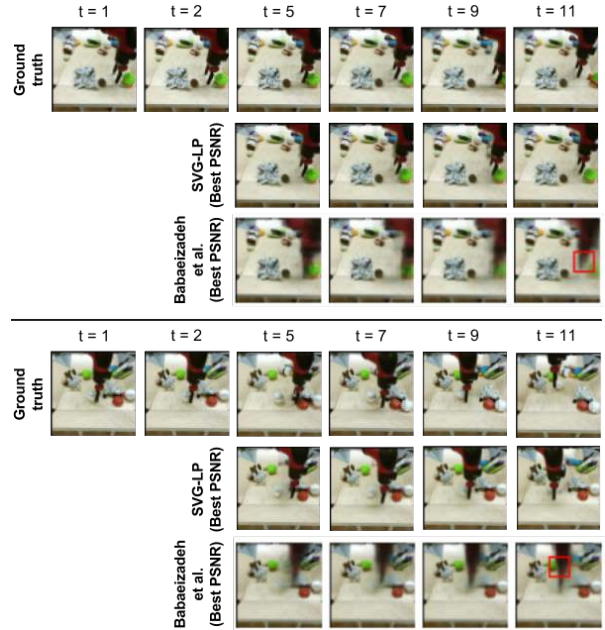 t = 1 t = 2 t = 5 t = 7 t = 9 t = 11
Ground
truth
SVG-LP
(Best PSNR)
Babaeizadeh
et al.
(Best PSNR)
t = 1 t = 2 t = 5 t = 7 t = 9 t = 11
Ground
truth
SVG-LP
(Best PSNR)
Babaeizadeh
et al.
(Best PSNR)